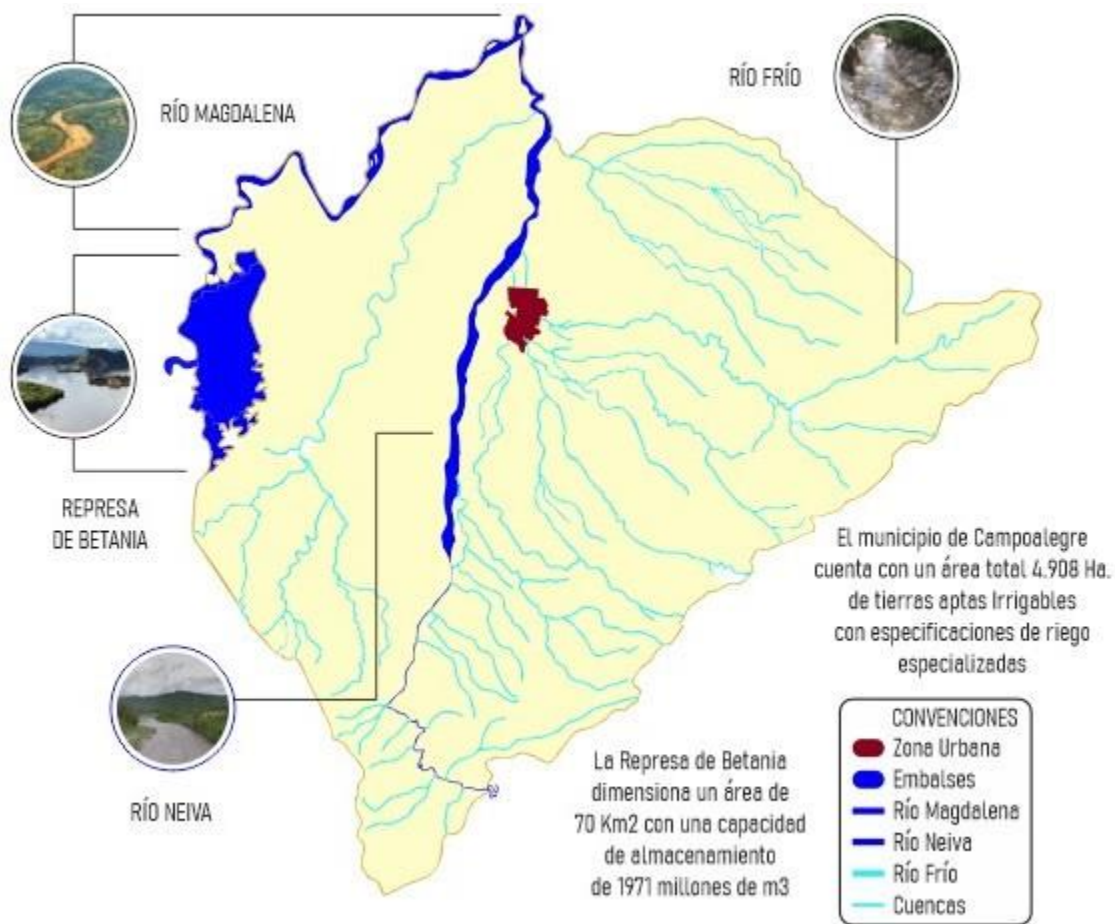 RÍO MAGDALENA
RÍO FRÍO
REPRESA
DE BETANIA
El municipio de Campoalegre
cuenta con un área total 4.908 Ha.
de tierras aptas Irrigables
con especificaciones de riego
especializadas
RÍO NEIVA
La Represa de Betania
dimensiona un área de
70 Km2 con una capacidad
de almacenamiento
de 1971 millones de m3
CONVENCIONES
Zona Urbana
Embalses
Río Magdalena
Río Neiva
Río Frío
Cuencas